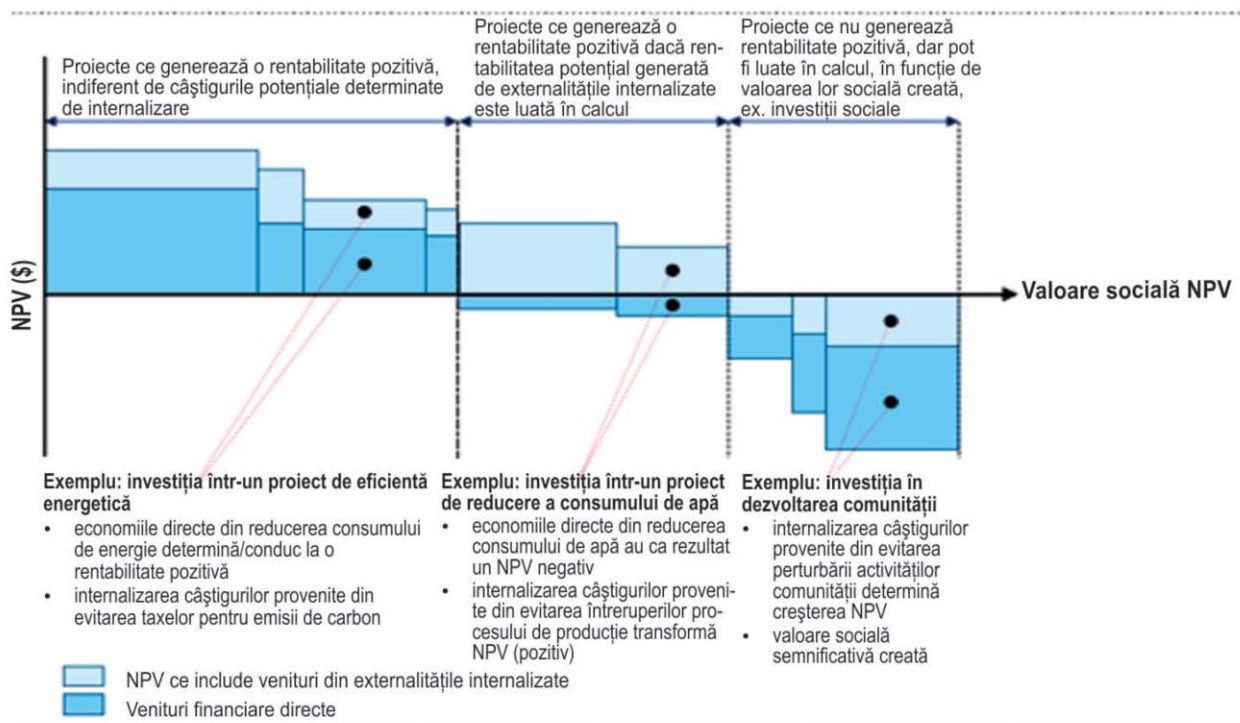 Proiecte ce generează o rentabilitate pozitivă,
indiferent de câștigurile potențiale determinate
de internalizare
Proiecte ce generează o
rentabilitate pozitivă dacă ren-
tabilitatea potențial generată
de externalitățile internalizate
este luată în calcul
Proiecte ce nu generează
rentabilitate pozitivă, dar pot
fi luate în calcul, în funcție de
valoarea lor socială creată,
ex. investiții sociale
NPV ($)
Valoare socială NPV
Exemplu: investiția într-un proiect de eficientă
energetică
• economiile directe din reducerea consumului
de energie determină/conduc la o
rentabilitate pozitivă
• internalizarea câștigurilor provenite din
evitarea taxelor pentru emisii de carbon
Exemplu: investiția într-un proiect
de reducere a consumului de apă
• economiile directe din reducerea
consumului de apă au ca rezultat
un NPV negativ
• internalizarea câștigurilor proveni-
te din evitarea întreruperilor pro-
cesului de producție transformă
NPV (pozitiv)
Exemplu: investiția în
dezvoltarea comunității
• internalizarea câștigurilor
provenite din evitarea
perturbării activităților
comunității determină
creșterea NPV
• valoare socială
semnificativă creată
NPV ce include venituri din externalitățile internalizate
Venituri financiare directe